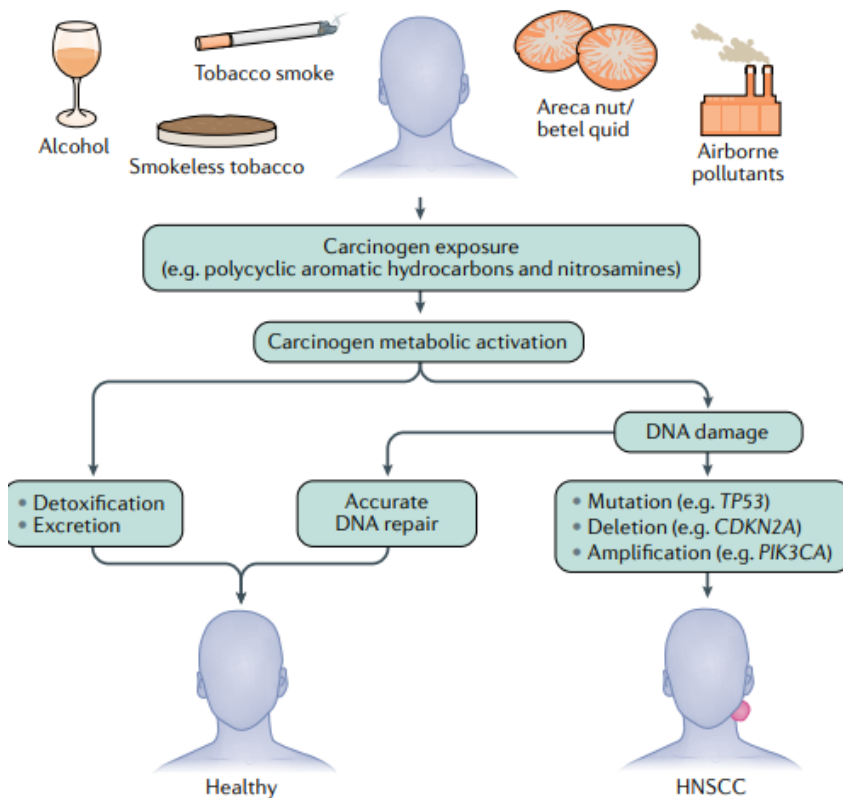 Alcohol
Tobacco smoke
Smokeless tobacco
Areca nut/
betel quid
Airborne
pollutants
Carcinogen exposure
(e.g. polycyclic aromatic hydrocarbons and nitrosamines)
Carcinogen metabolic activation
DNA damage
• Detoxification
• Excretion
Accurate
DNA repair
• Mutation (e.g. TP53)
• Deletion (e.g. CDKN2A)
• Amplification (e.g. PIK3CA)
Healthy
HNSCC